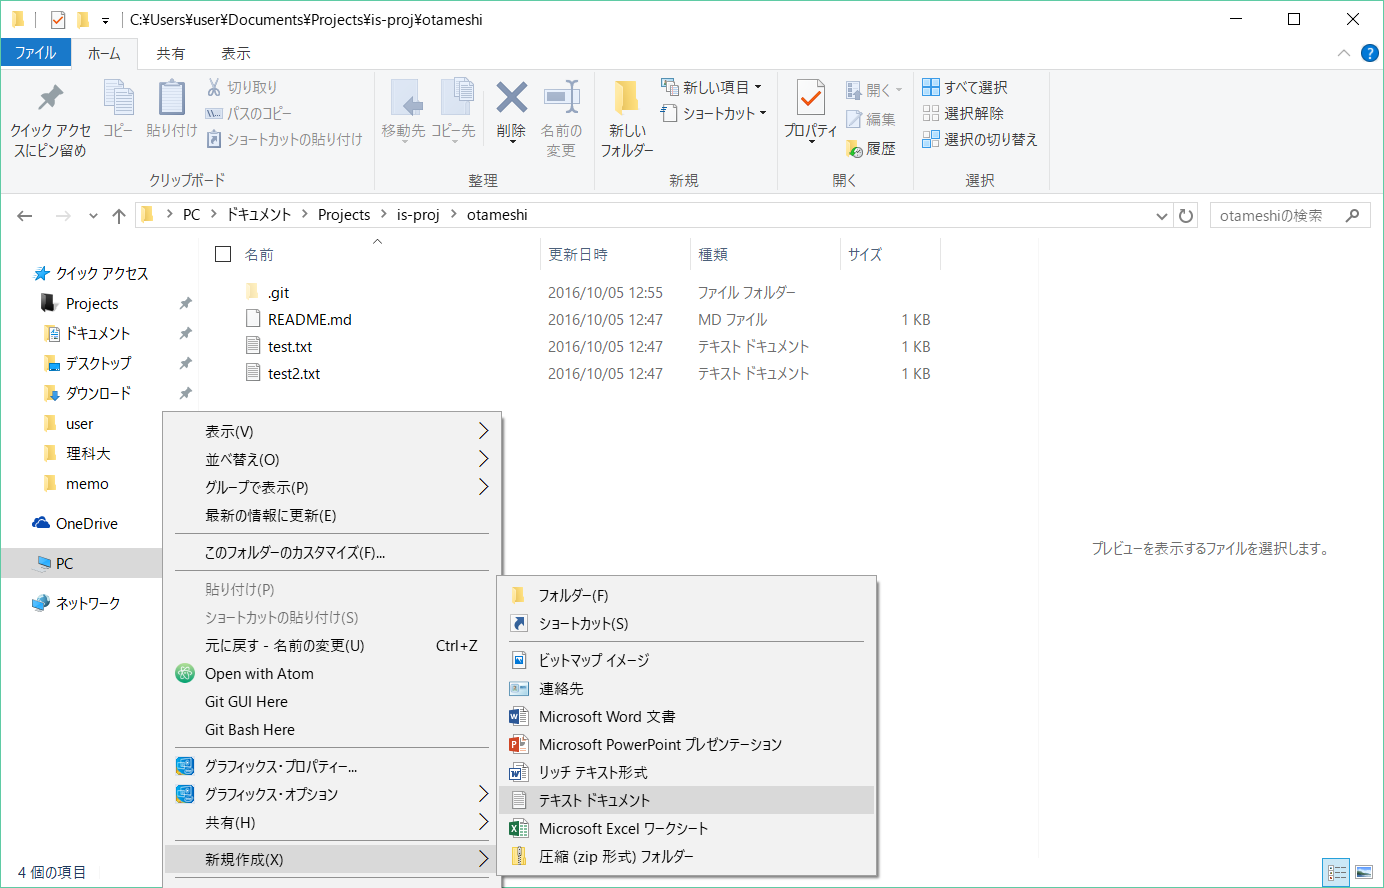 C:¥Users¥user¥Documents¥Projects¥is-proj¥otameshi
ファイル ホーム 共有 表示
クイック アクセスにピン留め
コピー
貼り付け
切り取り
パスのコピー
ショートカットの貼り付け
クリップボード
移動先
コピー先
削除
名前の変更
整理
新しいフォルダー
新しい項目
ショートカット
新規
プロパティ
開く
編集
履歴
開く
すべて選択
選択解除
選択の切り替え
選択
PC ドキュメント Projects is-proj otameshi
otameshiの検索
クイック アクセス
Projects
ドキュメント
デスクトップ
ダウンロード
user
理科大
memo
OneDrive
PC
ネットワーク
名前 更新日時 種類 サイズ
.git 2016/10/05 12:55 ファイル フォルダー
README.md 2016/10/05 12:47 MD ファイル 1 KB
test.txt 2016/10/05 12:47 テキスト ドキュメント 1 KB
test2.txt 2016/10/05 12:47 テキスト ドキュメント 1 KB
プレビューを表示するファイルを選択します。
表示(V)
並べ替え(O)
グループで表示(P)
最新の情報に更新(E)
このフォルダーのカスタマイズ(F)...
貼り付け(P)
ショートカットの貼り付け(S)
元に戻す - 名前の変更(U) Ctrl+Z
Open with Atom
Git GUI Here
Git Bash Here
グラフィックス・プロパティー...
グラフィックス・オプション
共有(H)
新規作成(X)
フォルダー(F)
ショートカット(S)
ビットマップ イメージ
連絡先
Microsoft Word 文書
Microsoft PowerPoint プレゼンテーション
リッチ テキスト形式
テキスト ドキュメント
Microsoft Excel ワークシート
圧縮 (zip 形式) フォルダー
4 個の項目